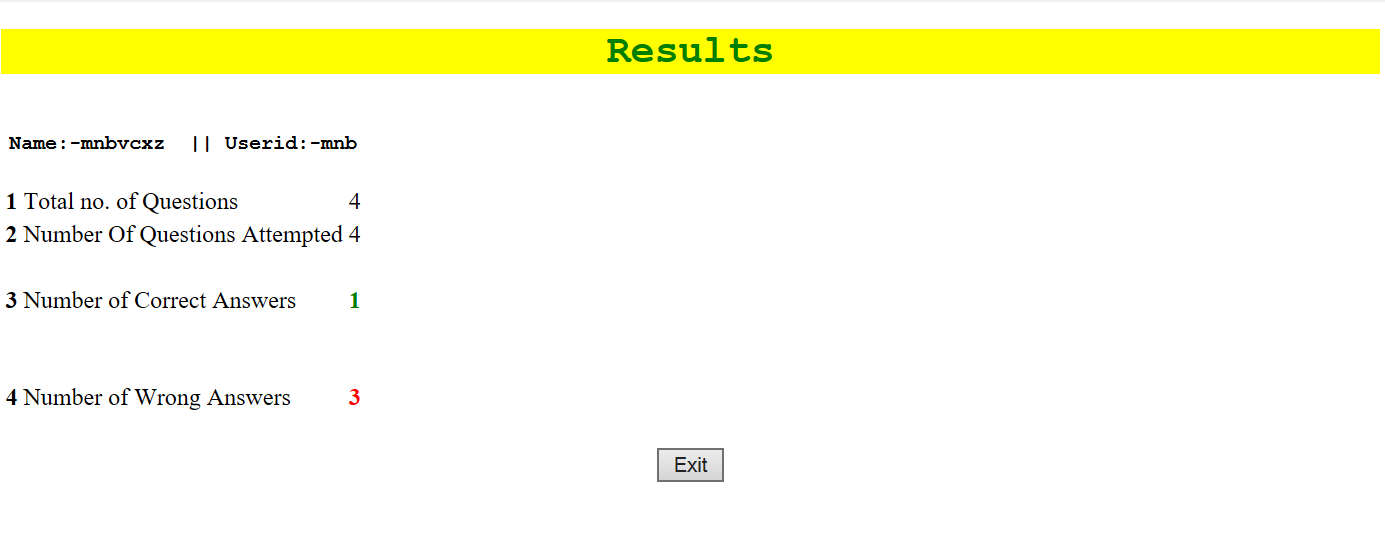 Results
Name:-mnbvcxz || Userid:-mnb
1 Total no. of Questions 4
2 Number Of Questions Attempted 4
3 Number of Correct Answers 1
4 Number of Wrong Answers 3
Exit